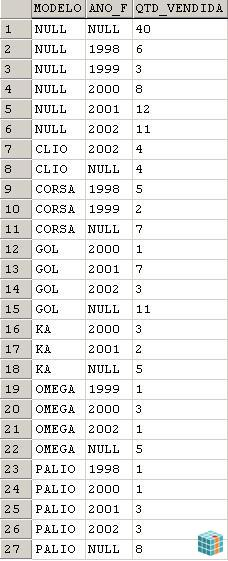 MODELO ANO_F QTD_VENDIDA
1 NULL NULL 40
2 NULL 1998 6
3 NULL 1999 3
4 NULL 2000 8
5 NULL 2001 12
6 NULL 2002 11
7 CLIO 2002 4
8 CLIO NULL 4
9 CORSA 1998 5
10 CORSA 1999 2
11 CORSA NULL 7
12 GOL 2000 1
13 GOL 2001 7
14 GOL 2002 3
15 GOL NULL 11
16 KA 2000 3
17 KA 2001 2
18 KA NULL 5
19 OMEGA 1999 1
20 OMEGA 2000 3
21 OMEGA 2002 1
22 OMEGA NULL 5
23 PALIO 1998 1
24 PALIO 2000 1
25 PALIO 2001 3
26 PALIO 2002 3
27 PALIO NULL 8